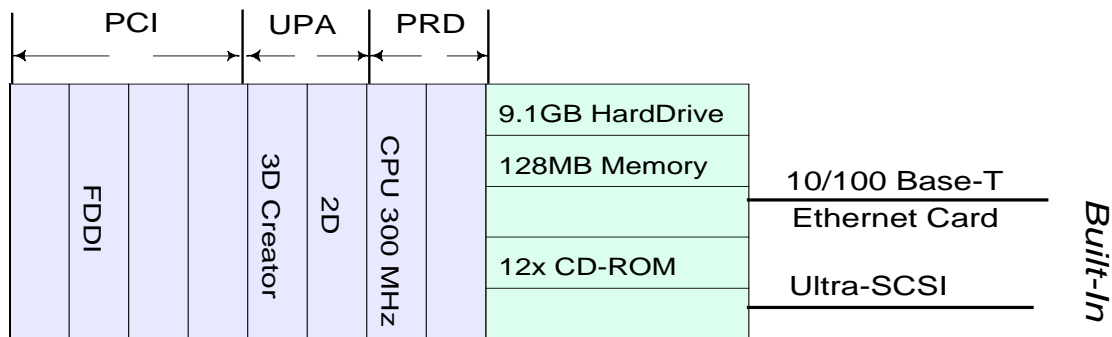 PCI
UPA
PRD
FDDI
3D Creator
2D
CPU 300 MHz
9.1GB HardDrive
128MB Memory
12x CD-ROM
10/100 Base-T
Ethernet Card
Ultra-SCSI
Built-In